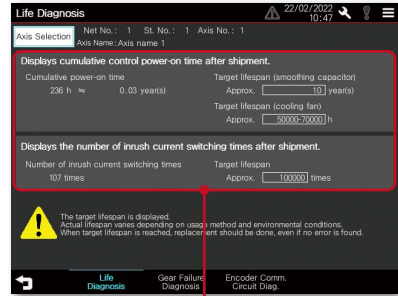 Life Diagnosis
22/02/2022
10:47
Axis Selection
Net No.: 1 St. No.: 1 Axis No.: 1
Axis Name:Axis name 1
Displays cumulative control power-on time after shipment.
Cumulative power-on time
Target lifespan (smoothing capacitor)
236 h ≒ 0.03 year(s)
Approx. 10 year(s)
Target lifespan (cooling fan)
Approx. 50000-70000 h
Displays the number of inrush current switching times after shipment.
Number of inrush current switching times
Target lifespan
107 times
Approx. 100000 times
The target lifespan is displayed.
Actual lifespan varies depending on usage method and environmental conditions.
When target lifespan is reached, replacement should be done, even if no error is found.
Life
Diagnosis
Gear Failure
Diagnosis
Encoder Comm.
Circuit Diag.